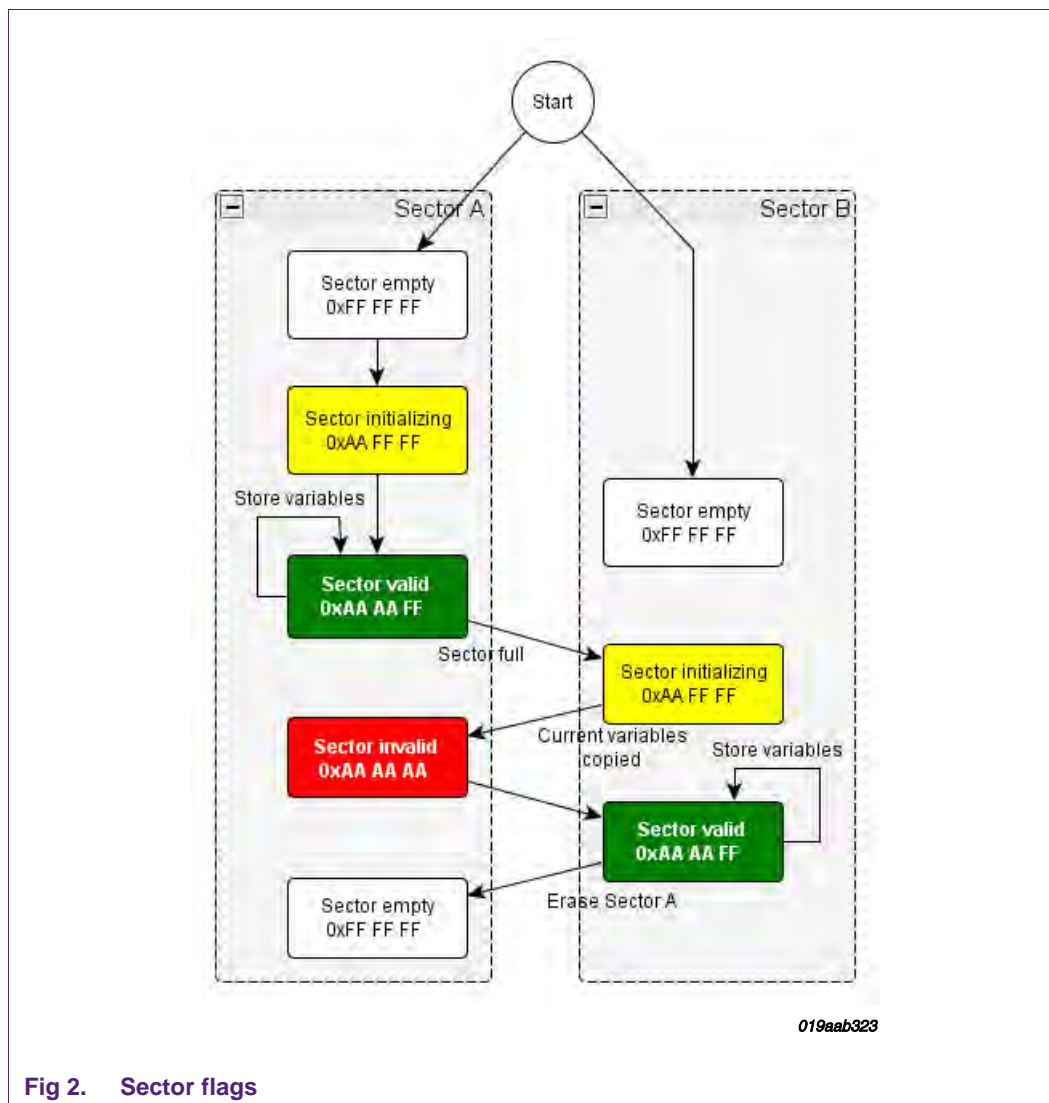 Start
Sector A
Sector empty
0xFF FF FF
Sector initializing
0xAA FF FF
Store variables
Sector valid
0xAA AA FF
Sector full
Sector invalid
0xAA AA AA
Sector empty
0xFF FF FF
Sector B
Sector empty
0xFF FF FF
Sector initializing
0xAA FF FF
Current variables
copied
Store variables
Sector valid
0xAA AA FF
Erase Sector A
019aab323
Fig 2. Sector flags